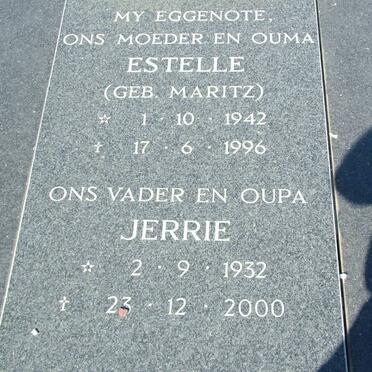 MY EGGENOTE,
ONS MOEDER EN OUMA
ESTELLE
(GEB. MARITZ)
☆ 1 · 10 · 1942
† 17 · 6 · 1996
ONS VADER EN OUPA
JERRIE
☆ 2 · 9 · 1932
† 23 · 12 · 2000